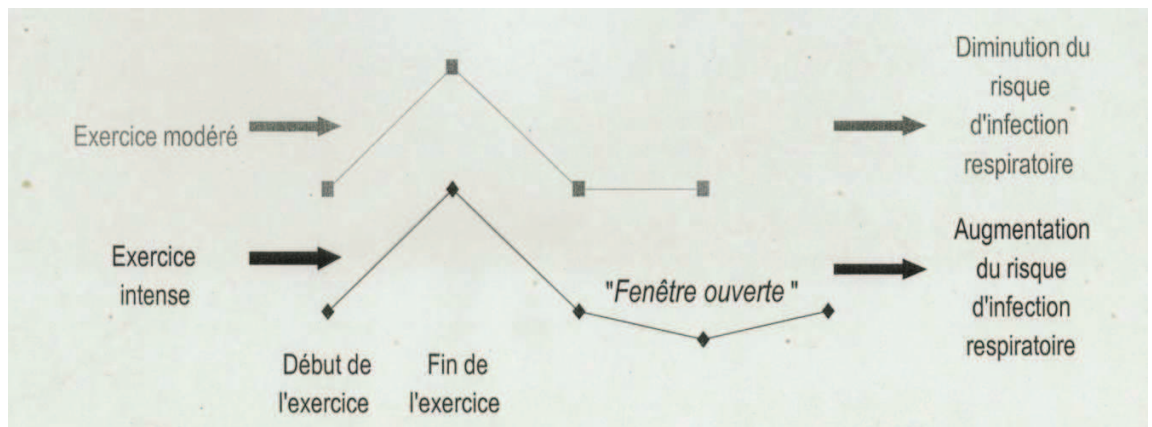 Exercice modéré
Diminution du
risque
d'infection
respiratoire
Exercice
intense
"Fenêtre ouverte "
Augmentation
du risque
d'infection
respiratoire
Début de
l'exercice
Fin de
l'exercice